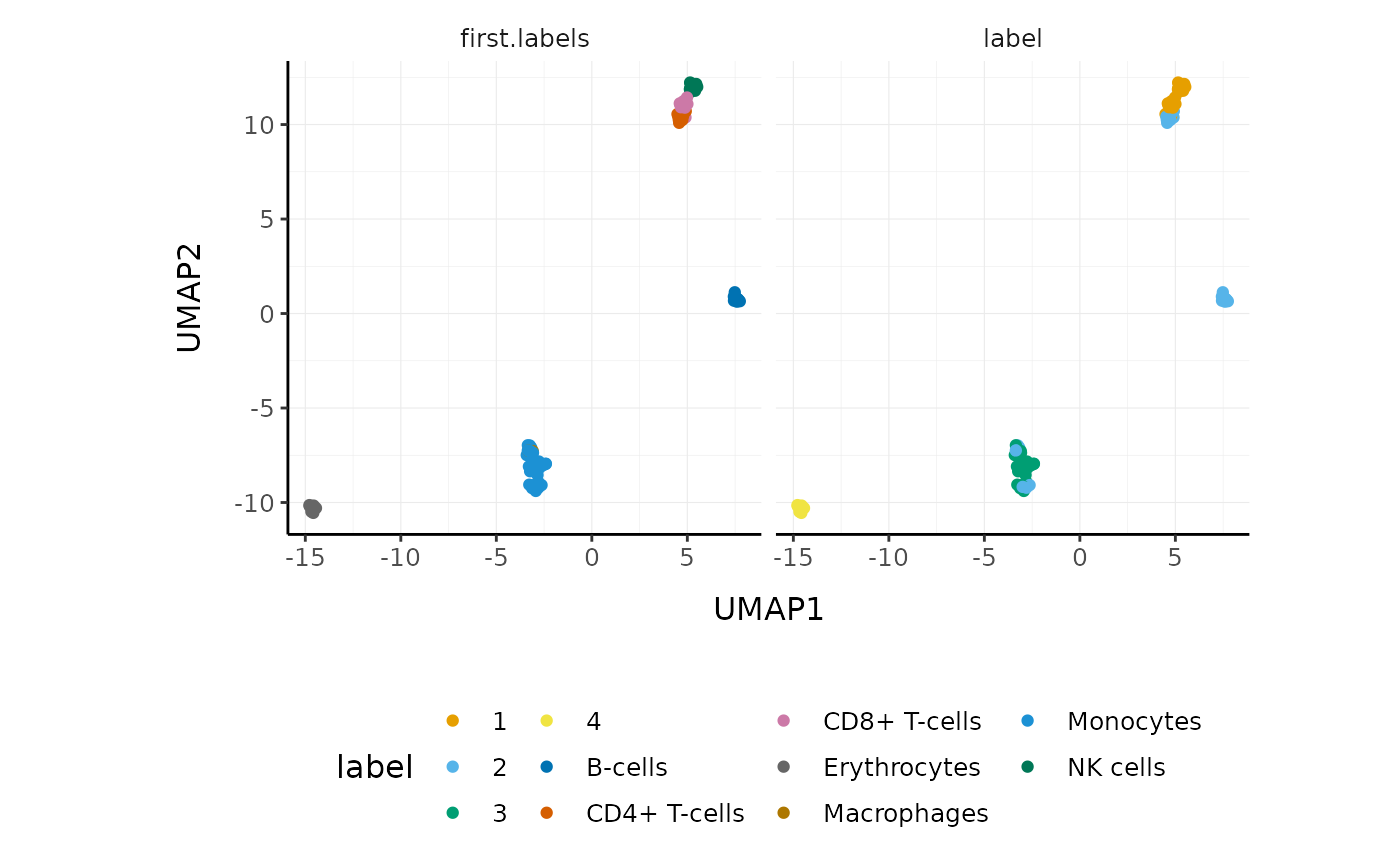 first.labels label
10
5
0
-5
-10
UMAP2
-15 -10 -5 0 5 -15 -10 -5 0 5
UMAP1
label
1 4 CD8+ T-cells Monocytes
2 B-cells Erythrocytes NK cells
3 CD4+ T-cells Macrophages